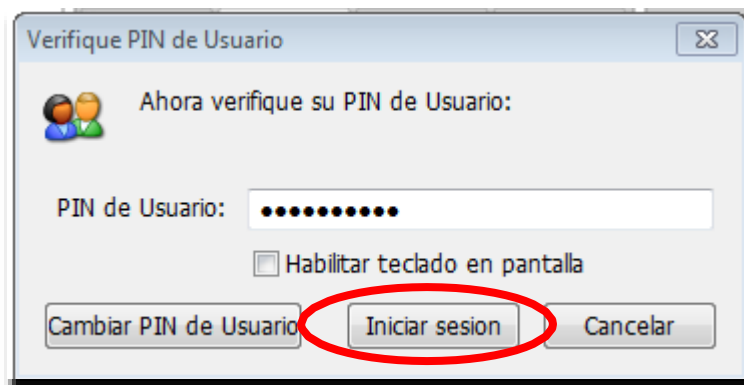 Verifique PIN de Usuario
Ahora verifique su PIN de Usuario:
PIN de Usuario: ●●●●●●●●●●
Habilitar teclado en pantalla
Cambiar PIN de Usuario Iniciar sesion Cancelar